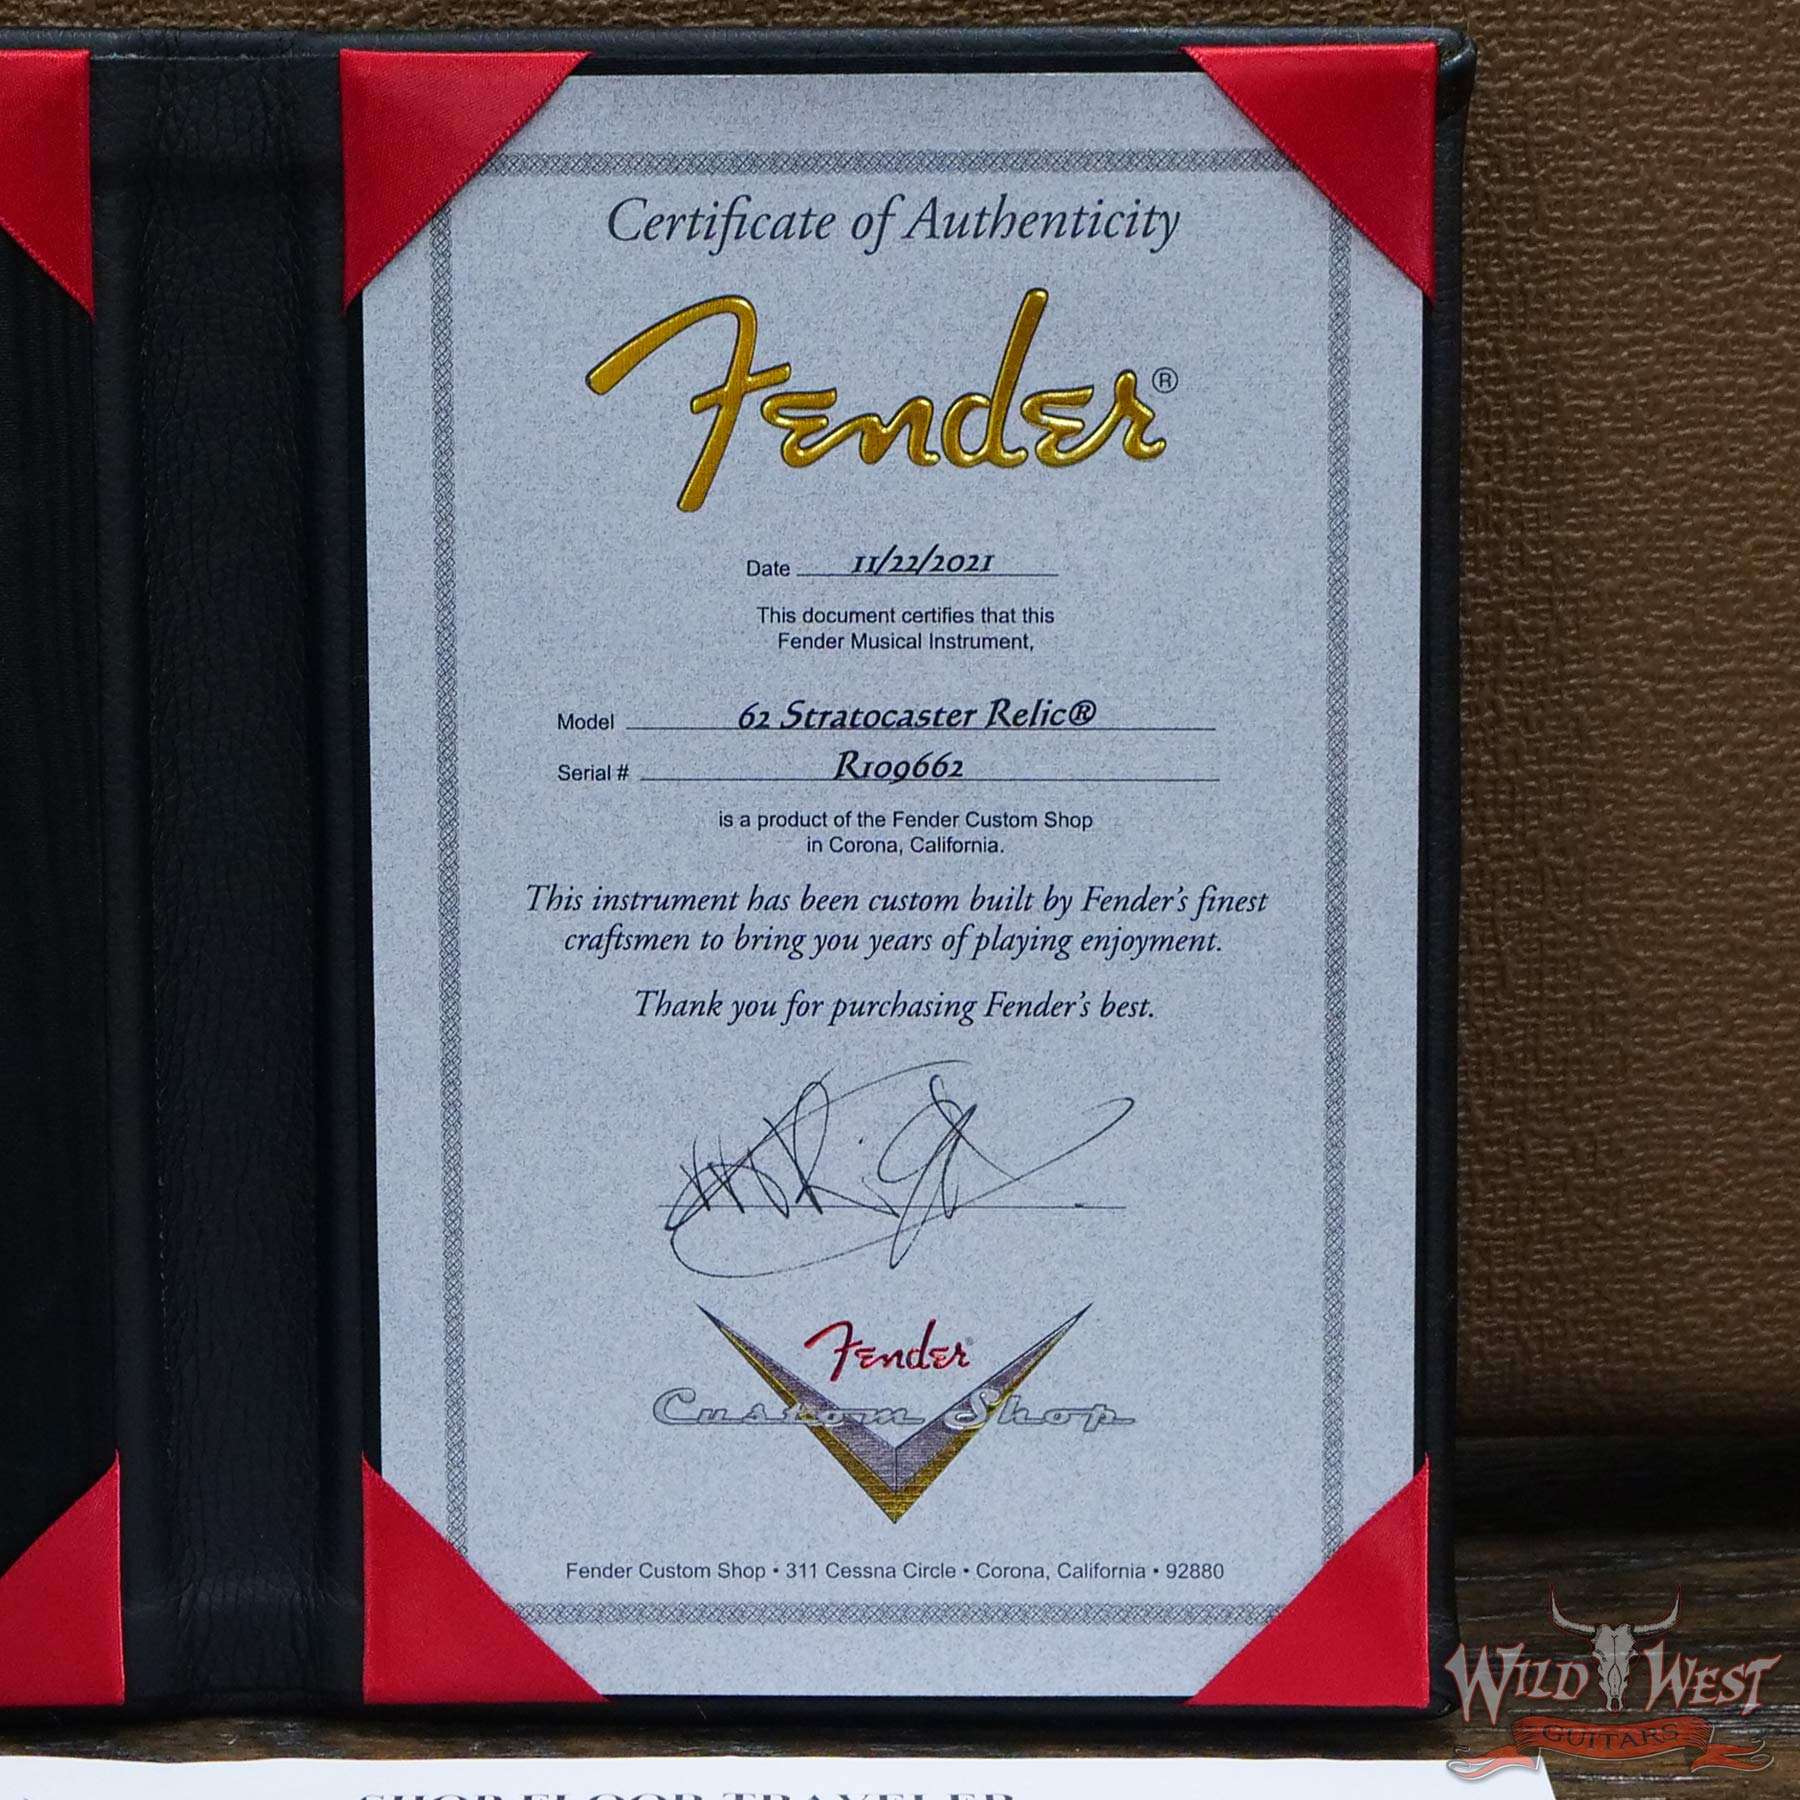 Certificate of Authenticity
Fender®
Date 11/22/2021
This document certifies that this
Fender Musical Instrument,
Model 62 Stratocaster Relic®
Serial # R109662
is a product of the Fender Custom Shop
in Corona, California.
This instrument has been custom built by Fender's finest
craftsmen to bring you years of playing enjoyment.
Thank you for purchasing Fender's best.
Fender®
Custom Shop
Fender Custom Shop • 311 Cessna Circle • Corona, California • 92880
WILD WEST
GUITARS
SHOP FLOOR TRAVELER